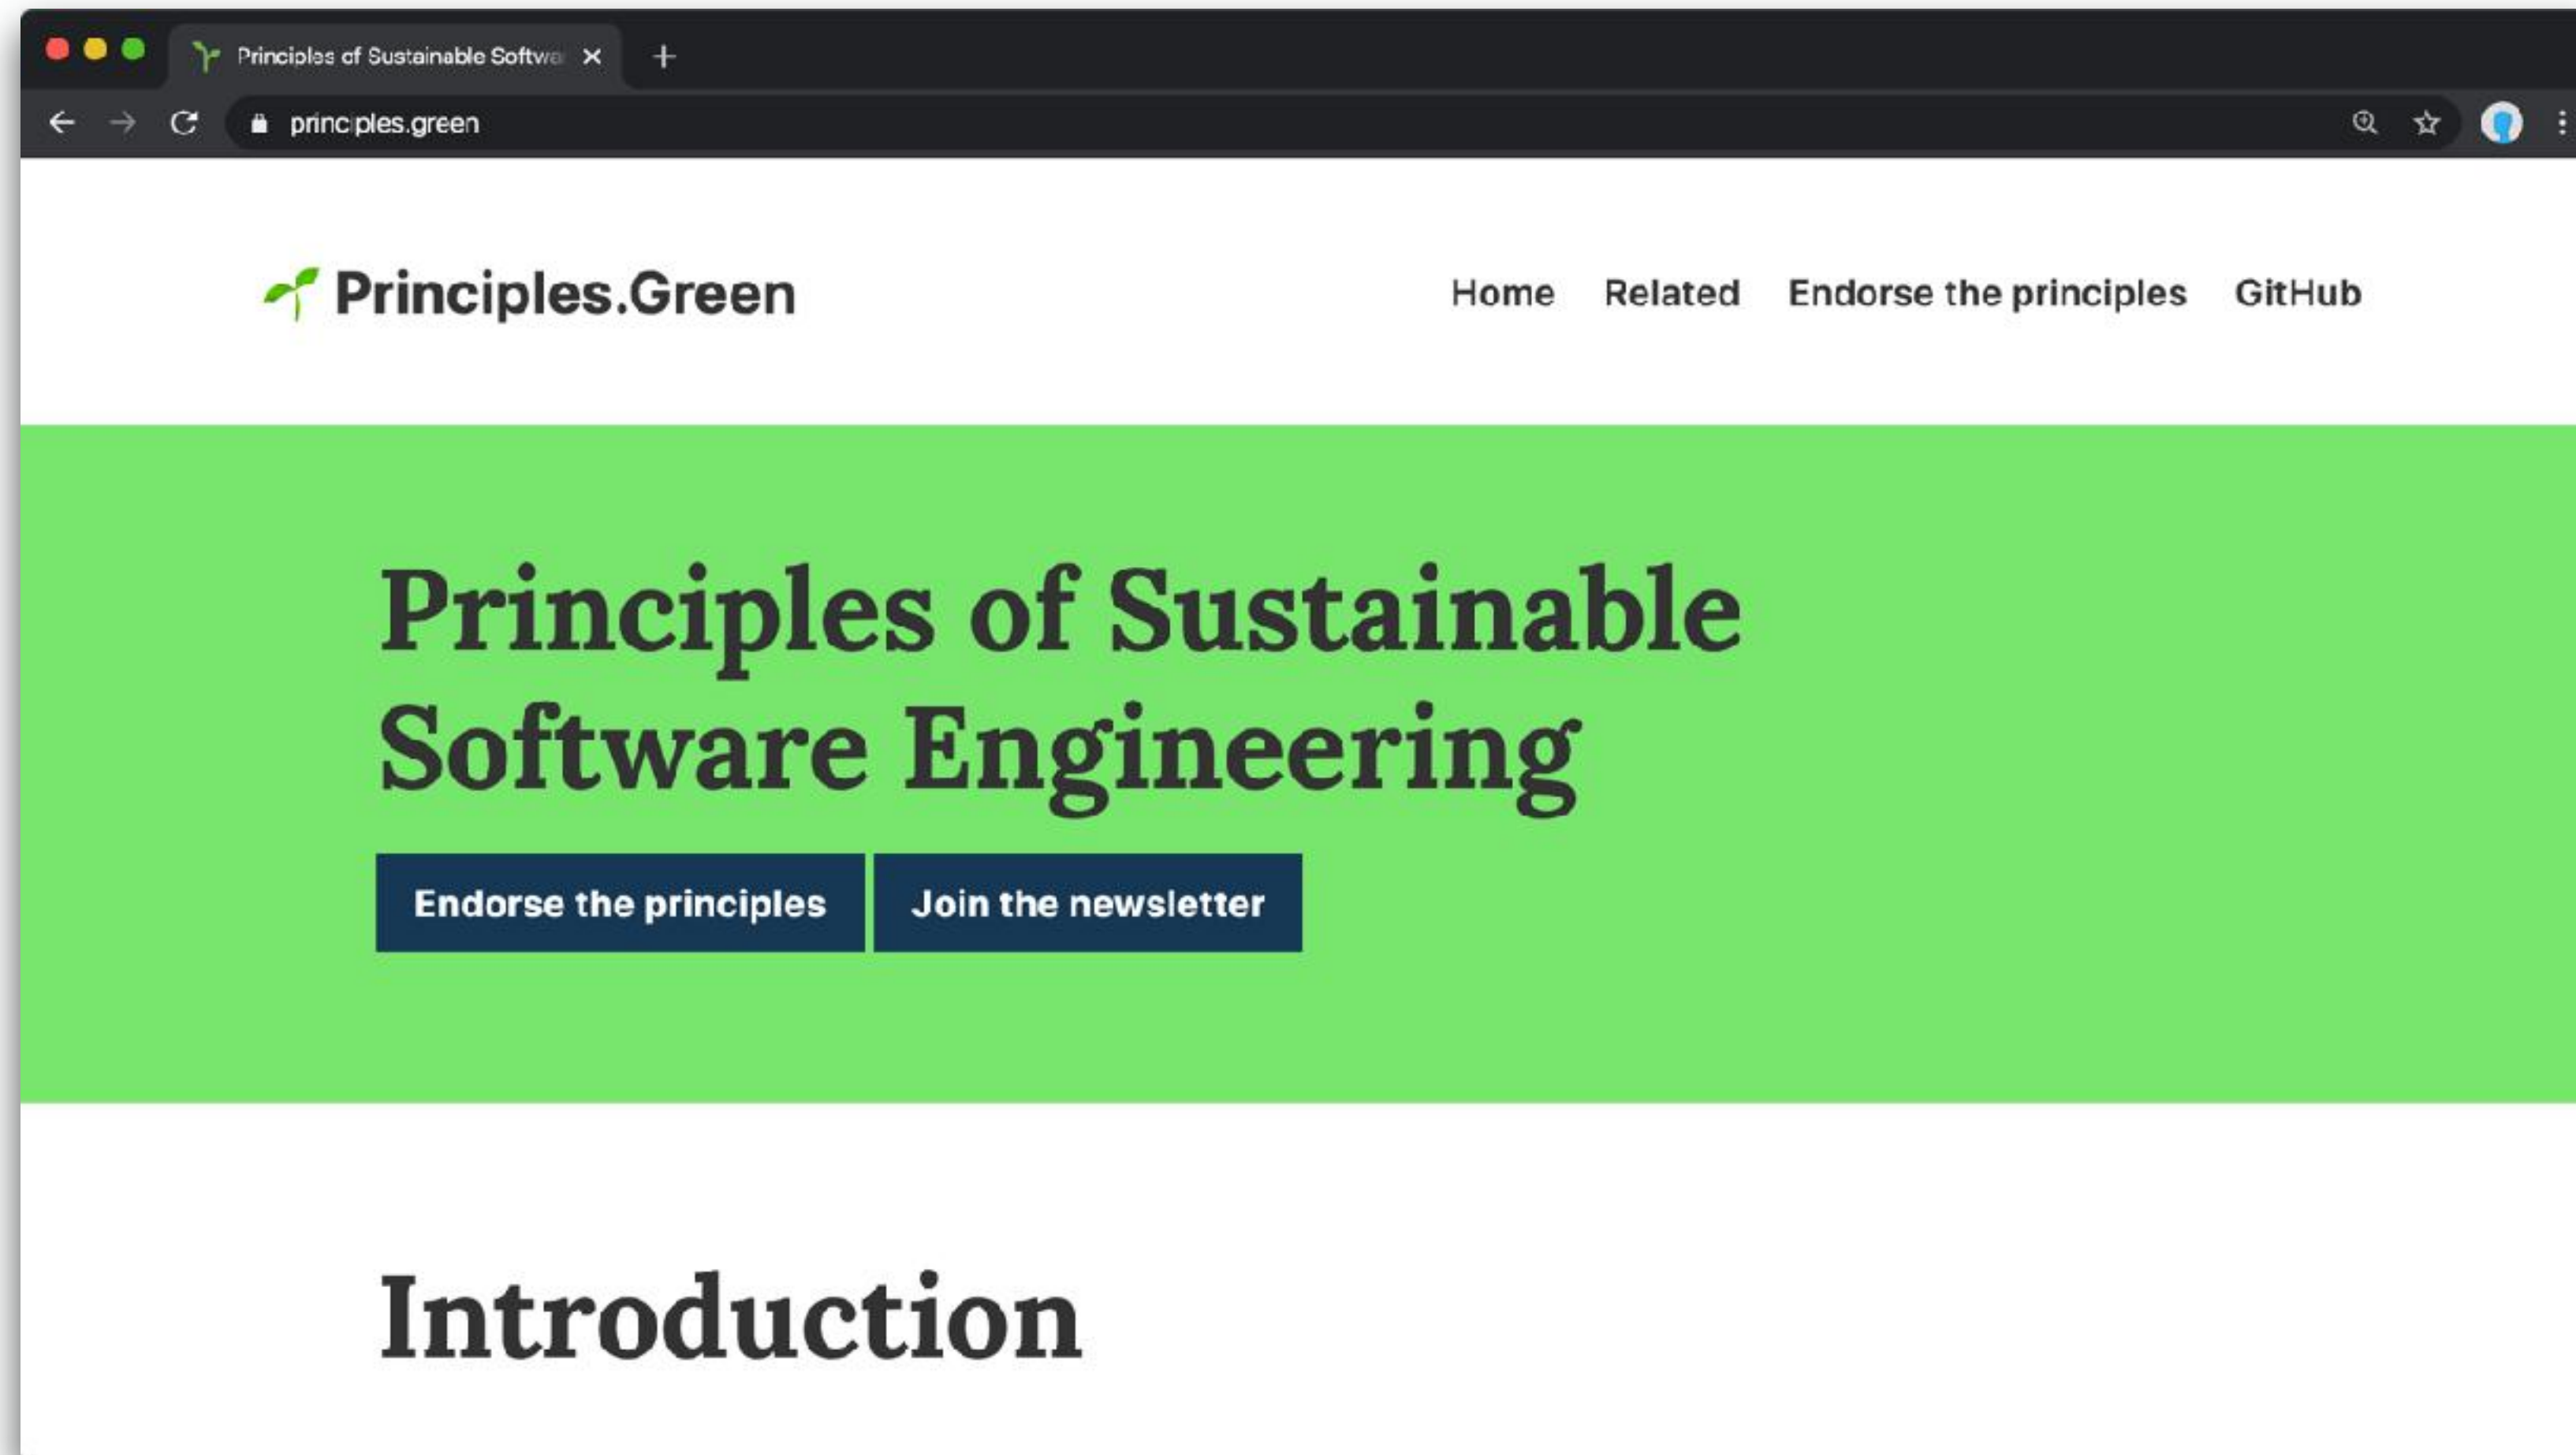 Principles of Sustainable Softwa
principles.green
Principles.Green
Home Related Endorse the principles GitHub
Principles of Sustainable
Software Engineering
Endorse the principles Join the newsletter
Introduction